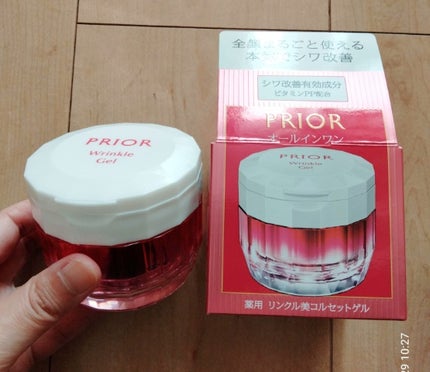 全顔まるごと使える
本気のシワ改善
シワ改善有効成分
ビタミンPP配合
PRIOR
オールインワン
PRIOR
Wrinkle
Gel
薬用 リンクル美コルセットゲル
PRIOR
Wrinkle
Gel
29 10:27